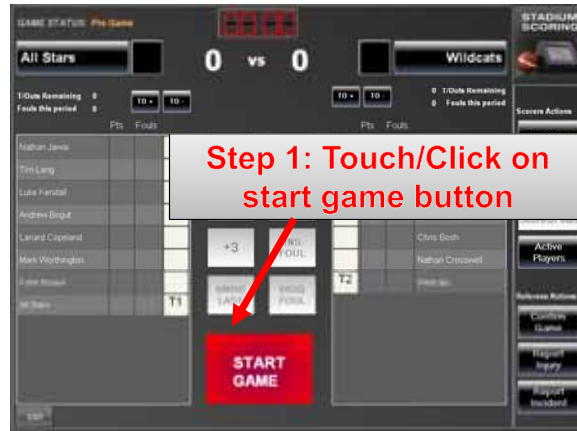 GAME STATUS: Pre Game
STADIUM
SCORING
All Stars
0 vs 0
Wildcats
T/Outs Remaining 0
Fouls this period 0
TO + TO -
TO + TO -
0 T/Outs Remaining
0 Fouls this period
Scorers Actions
Pts Fouls
Pts Fouls
Step 1: Touch/Click on
start game button
Nathan Jawai
Tim Lang
Luke Kendall
Andrew Bogut
Lanard Copeland
Mark Worthington
All Stars
T1
+3
FOUL
FOUL
T2
Chris Bosh
Nathan Crosswell
Active
Players
Referees Actions
Confirm
Game
Report
Injury
Report
Incident
START
GAME